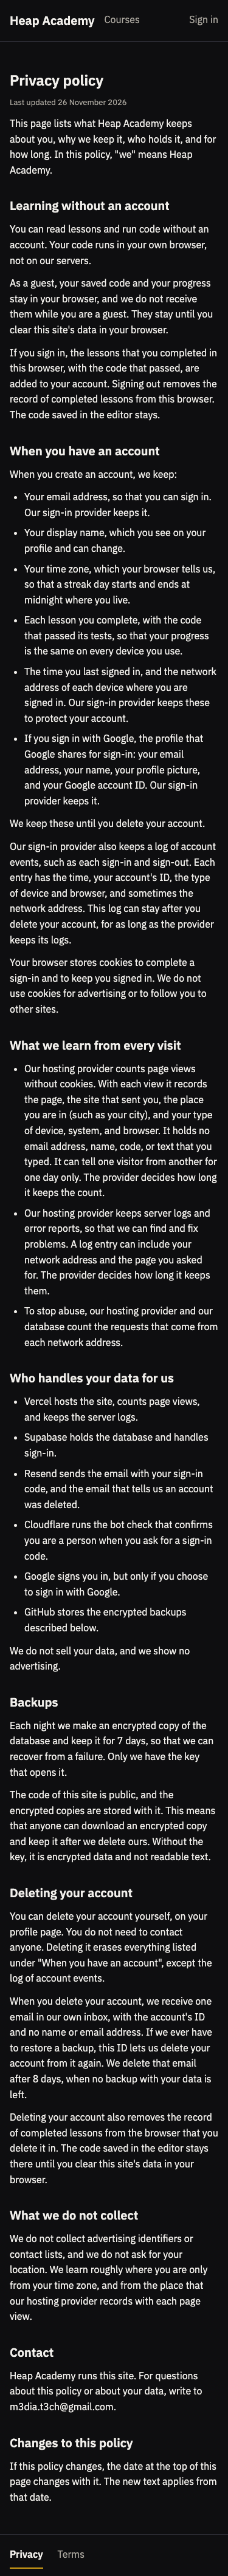 Heap Academy Courses Sign in
Privacy policy
Last updated 26 November 2026
This page lists what Heap Academy keeps
about you, why we keep it, who holds it, and for
how long. In this policy, "we" means Heap
Academy.
Learning without an account
You can read lessons and run code without an
account. Your code runs in your own browser,
not on our servers.
As a guest, your saved code and your progress
stay in your browser, and we do not receive
them while you are a guest. They stay until you
clear this site's data in your browser.
If you sign in, the lessons that you completed in
this browser, with the code that passed, are
added to your account. Signing out removes the
record of completed lessons from this browser.
The code saved in the editor stays.
When you have an account
When you create an account, we keep:
• Your email address, so that you can sign in.
Our sign-in provider keeps it.
• Your display name, which you see on your
profile and can change.
• Your time zone, which your browser tells us,
so that a streak day starts and ends at
midnight where you live.
• Each lesson you complete, with the code
that passed its tests, so that your progress
is the same on every device you use.
• The time you last signed in, and the network
address of each device where you are
signed in. Our sign-in provider keeps these
to protect your account.
• If you sign in with Google, the profile that
Google shares for sign-in: your email
address, your name, your profile picture,
and your Google account ID. Our sign-in
provider keeps it.
We keep these until you delete your account.
Our sign-in provider also keeps a log of account
events, such as each sign-in and sign-out. Each
entry has the time, your account's ID, the type
of device and browser, and sometimes the
network address. This log can stay after you
delete your account, for as long as the provider
keeps its logs.
Your browser stores cookies to complete a
sign-in and to keep you signed in. We do not
use cookies for advertising or to follow you to
other sites.
What we learn from every visit
• Our hosting provider counts page views
without cookies. With each view it records
the page, the site that sent you, the place
you are in (such as your city), and your type
of device, system, and browser. It holds no
email address, name, code, or text that you
typed. It can tell one visitor from another for
one day only. The provider decides how long
it keeps the count.
• Our hosting provider keeps server logs and
error reports, so that we can find and fix
problems. A log entry can include your
network address and the page you asked
for. The provider decides how long it keeps
them.
• To stop abuse, our hosting provider and our
database count the requests that come from
each network address.
Who handles your data for us
• Vercel hosts the site, counts page views,
and keeps the server logs.
• Supabase holds the database and handles
sign-in.
• Resend sends the email with your sign-in
code, and the email that tells us an account
was deleted.
• Cloudflare runs the bot check that confirms
you are a person when you ask for a sign-in
code.
• Google signs you in, but only if you choose
to sign in with Google.
• GitHub stores the encrypted backups
described below.
We do not sell your data, and we show no
advertising.
Backups
Each night we make an encrypted copy of the
database and keep it for 7 days, so that we can
recover from a failure. Only we have the key
that opens it.
The code of this site is public, and the
encrypted copies are stored with it. This means
that anyone can download an encrypted copy
and keep it after we delete ours. Without the
key, it is encrypted data and not readable text.
Deleting your account
You can delete your account yourself, on your
profile page. You do not need to contact
anyone. Deleting it erases everything listed
under "When you have an account", except the
log of account events.
When you delete your account, we receive one
email in our own inbox, with the account's ID
and no name or email address. If we ever have
to restore a backup, this ID lets us delete your
account from it again. We delete that email
after 8 days, when no backup with your data is
left.
Deleting your account also removes the record
of completed lessons from the browser that you
delete it in. The code saved in the editor stays
there until you clear this site's data in your
browser.
What we do not collect
We do not collect advertising identifiers or
contact lists, and we do not ask for your
location. We learn roughly where you are only
from your time zone, and from the place that
our hosting provider records with each page
view.
Contact
Heap Academy runs this site. For questions
about this policy or about your data, write to
m3dia.t3ch@gmail.com.
Changes to this policy
If this policy changes, the date at the top of this
page changes with it. The new text applies from
that date.
Privacy Terms